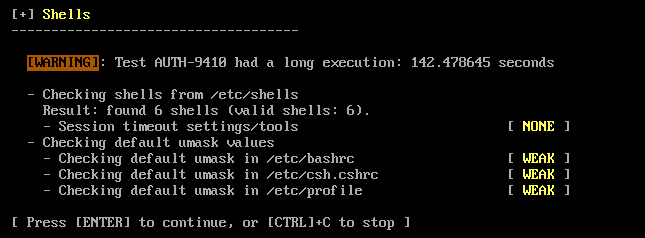 [+] Shells
------------------------------------
[WARNING]: Test AUTH-9410 had a long execution: 142.478645 seconds
- Checking shells from /etc/shells
Result: found 6 shells (valid shells: 6).
- Session timeout settings/tools [ NONE ]
- Checking default umask values
- Checking default umask in /etc/bashrc [ WEAK ]
- Checking default umask in /etc/csh.cshrc [ WEAK ]
- Checking default umask in /etc/profile [ WEAK ]
[ Press [ENTER] to continue, or [CTRL]+C to stop ]